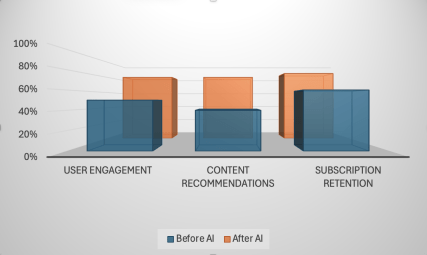 100%
80%
60%
40%
20%
0%
USER ENGAGEMENT
CONTENT
RECOMMENDATIONS
SUBSCRIPTION
RETENTION
Before AI
After AI